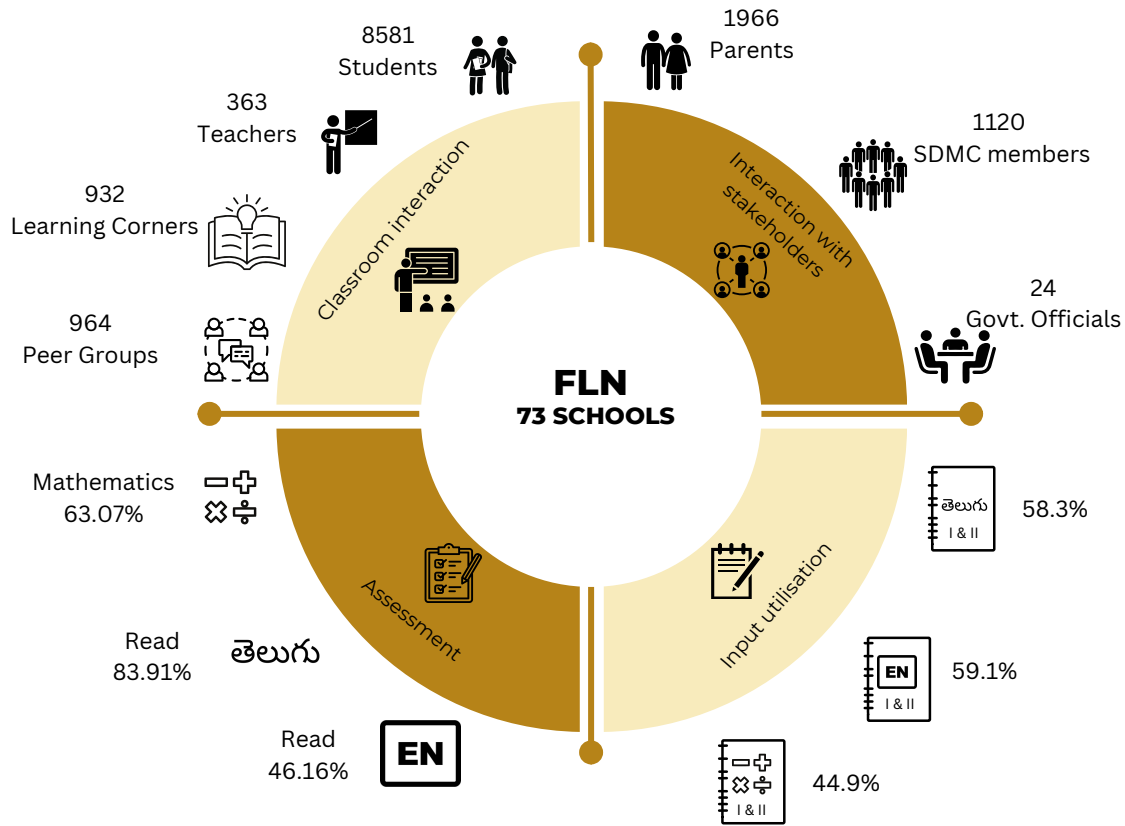 8581
Students
1966
Parents
363
Teachers
1120
SDMC members
932
Learning Corners
Classroom interaction
Interaction with
stakeholders
24
Govt. Officials
964
Peer Groups
FLN
73 SCHOOLS
Mathematics
63.07%
తెలుగు
I & II
58.3%
Assessment
Input utilisation
Read
83.91%
తెలుగు
EN
I & II
59.1%
Read
46.16%
EN
I & II
44.9%